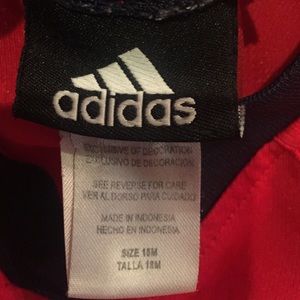 adidas
EXCLUSIVE OF DECORATION
EXCLUSIVO DE DECORACION
SEE REVERSE FOR CARE
VER AL DORSO PARA CUIDADO
MADE IN INDONESIA
HECHO EN INDONESIA
SIZE 18M
TALLA 18M